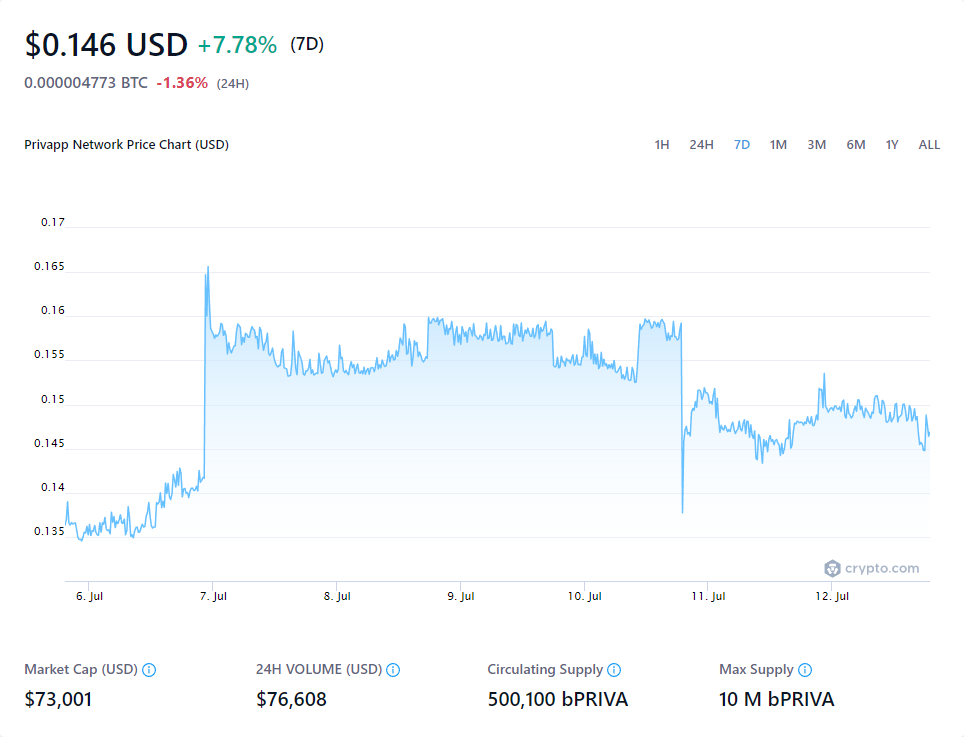 $0.146 USD +7.78% (7D)
0.000004773 BTC -1.36% (24H)
Privapp Network Price Chart (USD) 1H 24H 7D 1M 3M 6M 1Y ALL
0.17
0.165
0.16
0.155
0.15
0.145
0.14
0.135
crypto.com
6. Jul 7. Jul 8. Jul 9. Jul 10. Jul 11. Jul 12. Jul
Market Cap (USD) 24H VOLUME (USD) Circulating Supply Max Supply
$73,001 $76,608 500,100 bPRIVA 10 M bPRIVA